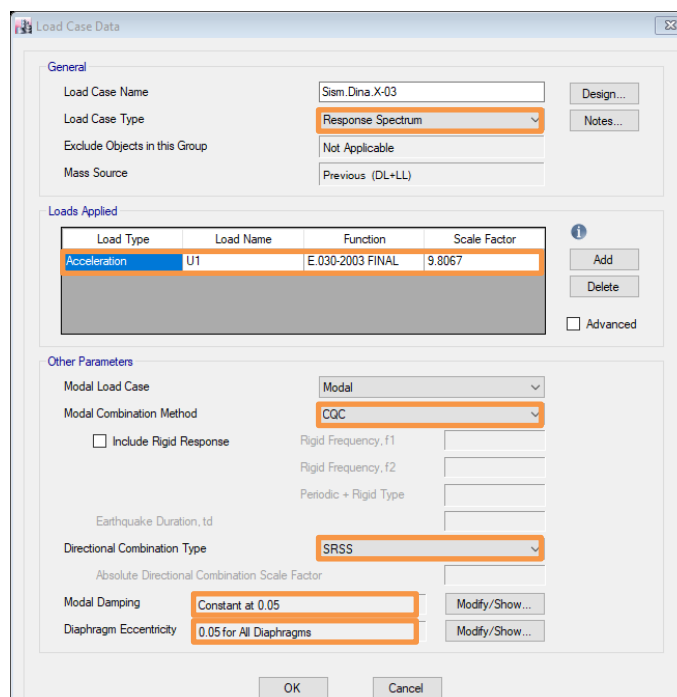 Load Case Data
General
Load Case Name Sism.Dina.X-03 Design...
Load Case Type Response Spectrum Notes...
Exclude Objects in this Group Not Applicable
Mass Source Previous (DL+LL)
Loads Applied
Load Type Load Name Function Scale Factor
Acceleration U1 E.030-2003 FINAL 9.8067 Add
Delete
Advanced
Other Parameters
Modal Load Case Modal
Modal Combination Method CQC
Include Rigid Response Rigid Frequency, f1
Rigid Frequency, f2
Periodic + Rigid Type
Earthquake Duration, td
Directional Combination Type SRSS
Absolute Directional Combination Scale Factor
Modal Damping Constant at 0.05 Modify/Show...
Diaphragm Eccentricity 0.05 for All Diaphragms Modify/Show...
OK Cancel